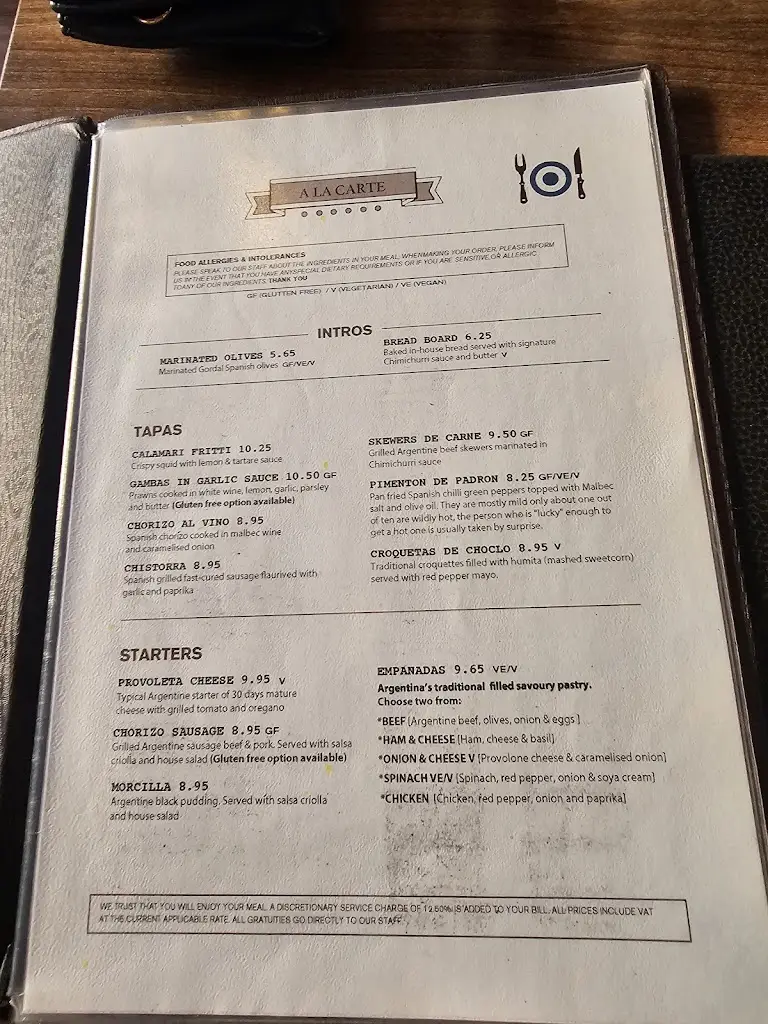 A LA CARTE
FOOD ALLERGIES & INTOLERANCES
PLEASE SPEAK TO OUR STAFF ABOUT THE INGREDIENTS IN YOUR MEAL, WHENMAKING YOUR ORDER, PLEASE INFORM
US IN THE EVENT THAT YOU HAVE ANYSPECIAL DIETARY REQUIREMENTS OR IF YOU ARE SENSITIVE OR ALLERGIC
TOANY OF OUR INGREDIENTS. THANK YOU
GF (GLUTTEN FREE) / V (VEGETARIAN) / VE (VEGAN)
INTROS
MARINATED OLIVES 5.65
Marinated Gordal Spanish olives GF/VE/V
BREAD BOARD 6.25
Baked in-house bread served with signature
Chimichurri sauce and butter V
TAPAS
CALAMARI FRITTI 10.25
Crispy squid with lemon & tartare sauce
GAMBAS IN GARLIC SAUCE 10.50 GF
Prawns cooked in white wine, lemon, garlic, parsley
and butter (Gluten free option available)
CHORIZO AL VINO 8.95
Spanish chorizo cooked in malbec wine
and caramelised onion
CHISTORRA 8.95
Spanish grilled fast-cured sausage flaurived with
garlic and paprika
SKEWERS DE CARNE 9.50 GF
Grilled Argentine beef skewers marinated in
Chimichurri sauce
PIMENTON DE PADRON 8.25 GF/VE/V
Pan fried Spanish chilli green peppers topped with Malbec
salt and olive oil. They are mostly mild only about one out
of ten are wildly hot, the person who is "lucky" enough to
get a hot one is usually taken by surprise.
CROQUETAS DE CHOCLO 8.95 V
Traditional croquettes filled with humita (mashed sweetcorn)
served with red pepper mayo.
STARTERS
PROVOLETA CHEESE 9.95 V
Typical Argentine starter of 30 days mature
cheese with grilled tomato and oregano
CHORIZO SAUSAGE 8.95 GF
Grilled Argentine sausage beef & pork. Served with salsa
criolla and house salad (Gluten free option available)
MORCILLA 8.95
Argentine black pudding. Served with salsa criolla
and house salad
EMPANADAS 9.65 VE/V
Argentina's traditional filled savoury pastry.
Choose two from:
*BEEF [Argentine beef, olives, onion & eggs ]
*HAM & CHEESE [Ham, cheese & basil]
*ONION & CHEESE V [Provolone cheese & caramelised onion]
*SPINACH VE/V [Spinach, red pepper, onion & soya cream]
*CHICKEN [Chicken, red pepper, onion and paprika]
WE TRUST THAT YOU WILL ENJOY YOUR MEAL. A DISCRETIONARY SERVICE CHARGE OF 12.50% IS ADDED TO YOUR BILL. ALL PRICES INCLUDE VAT
AT THE CURRENT APPLICABLE RATE. ALL GRATUITIES GO DIRECTLY TO OUR STAFF.